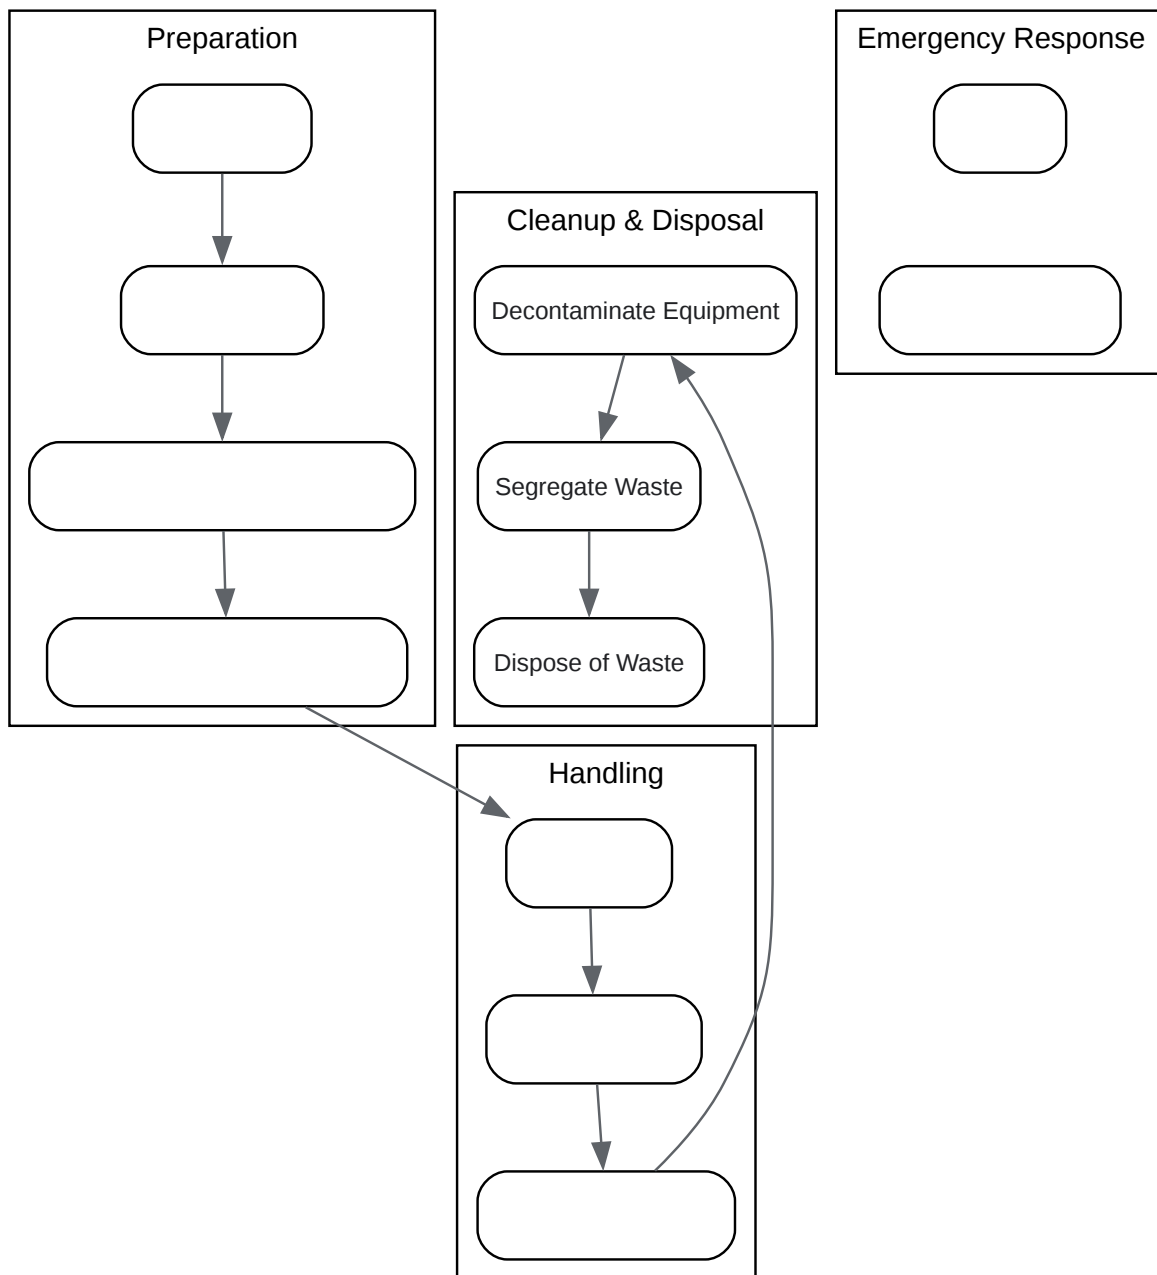 Preparation
Emergency Response
Cleanup & Disposal
Decontaminate Equipment
Segregate Waste
Dispose of Waste
Handling